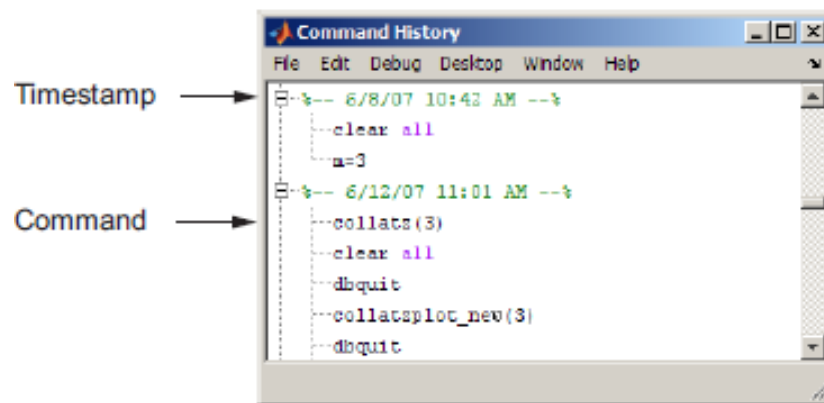 Command History
File Edit Debug Desktop Window Help
Timestamp
%-- 6/8/07 10:42 AM --%
clear all
m=3
%-- 6/12/07 11:01 AM --%
Command
collatz(3)
clear all
dbquit
collatzplot_new(3)
dbquit